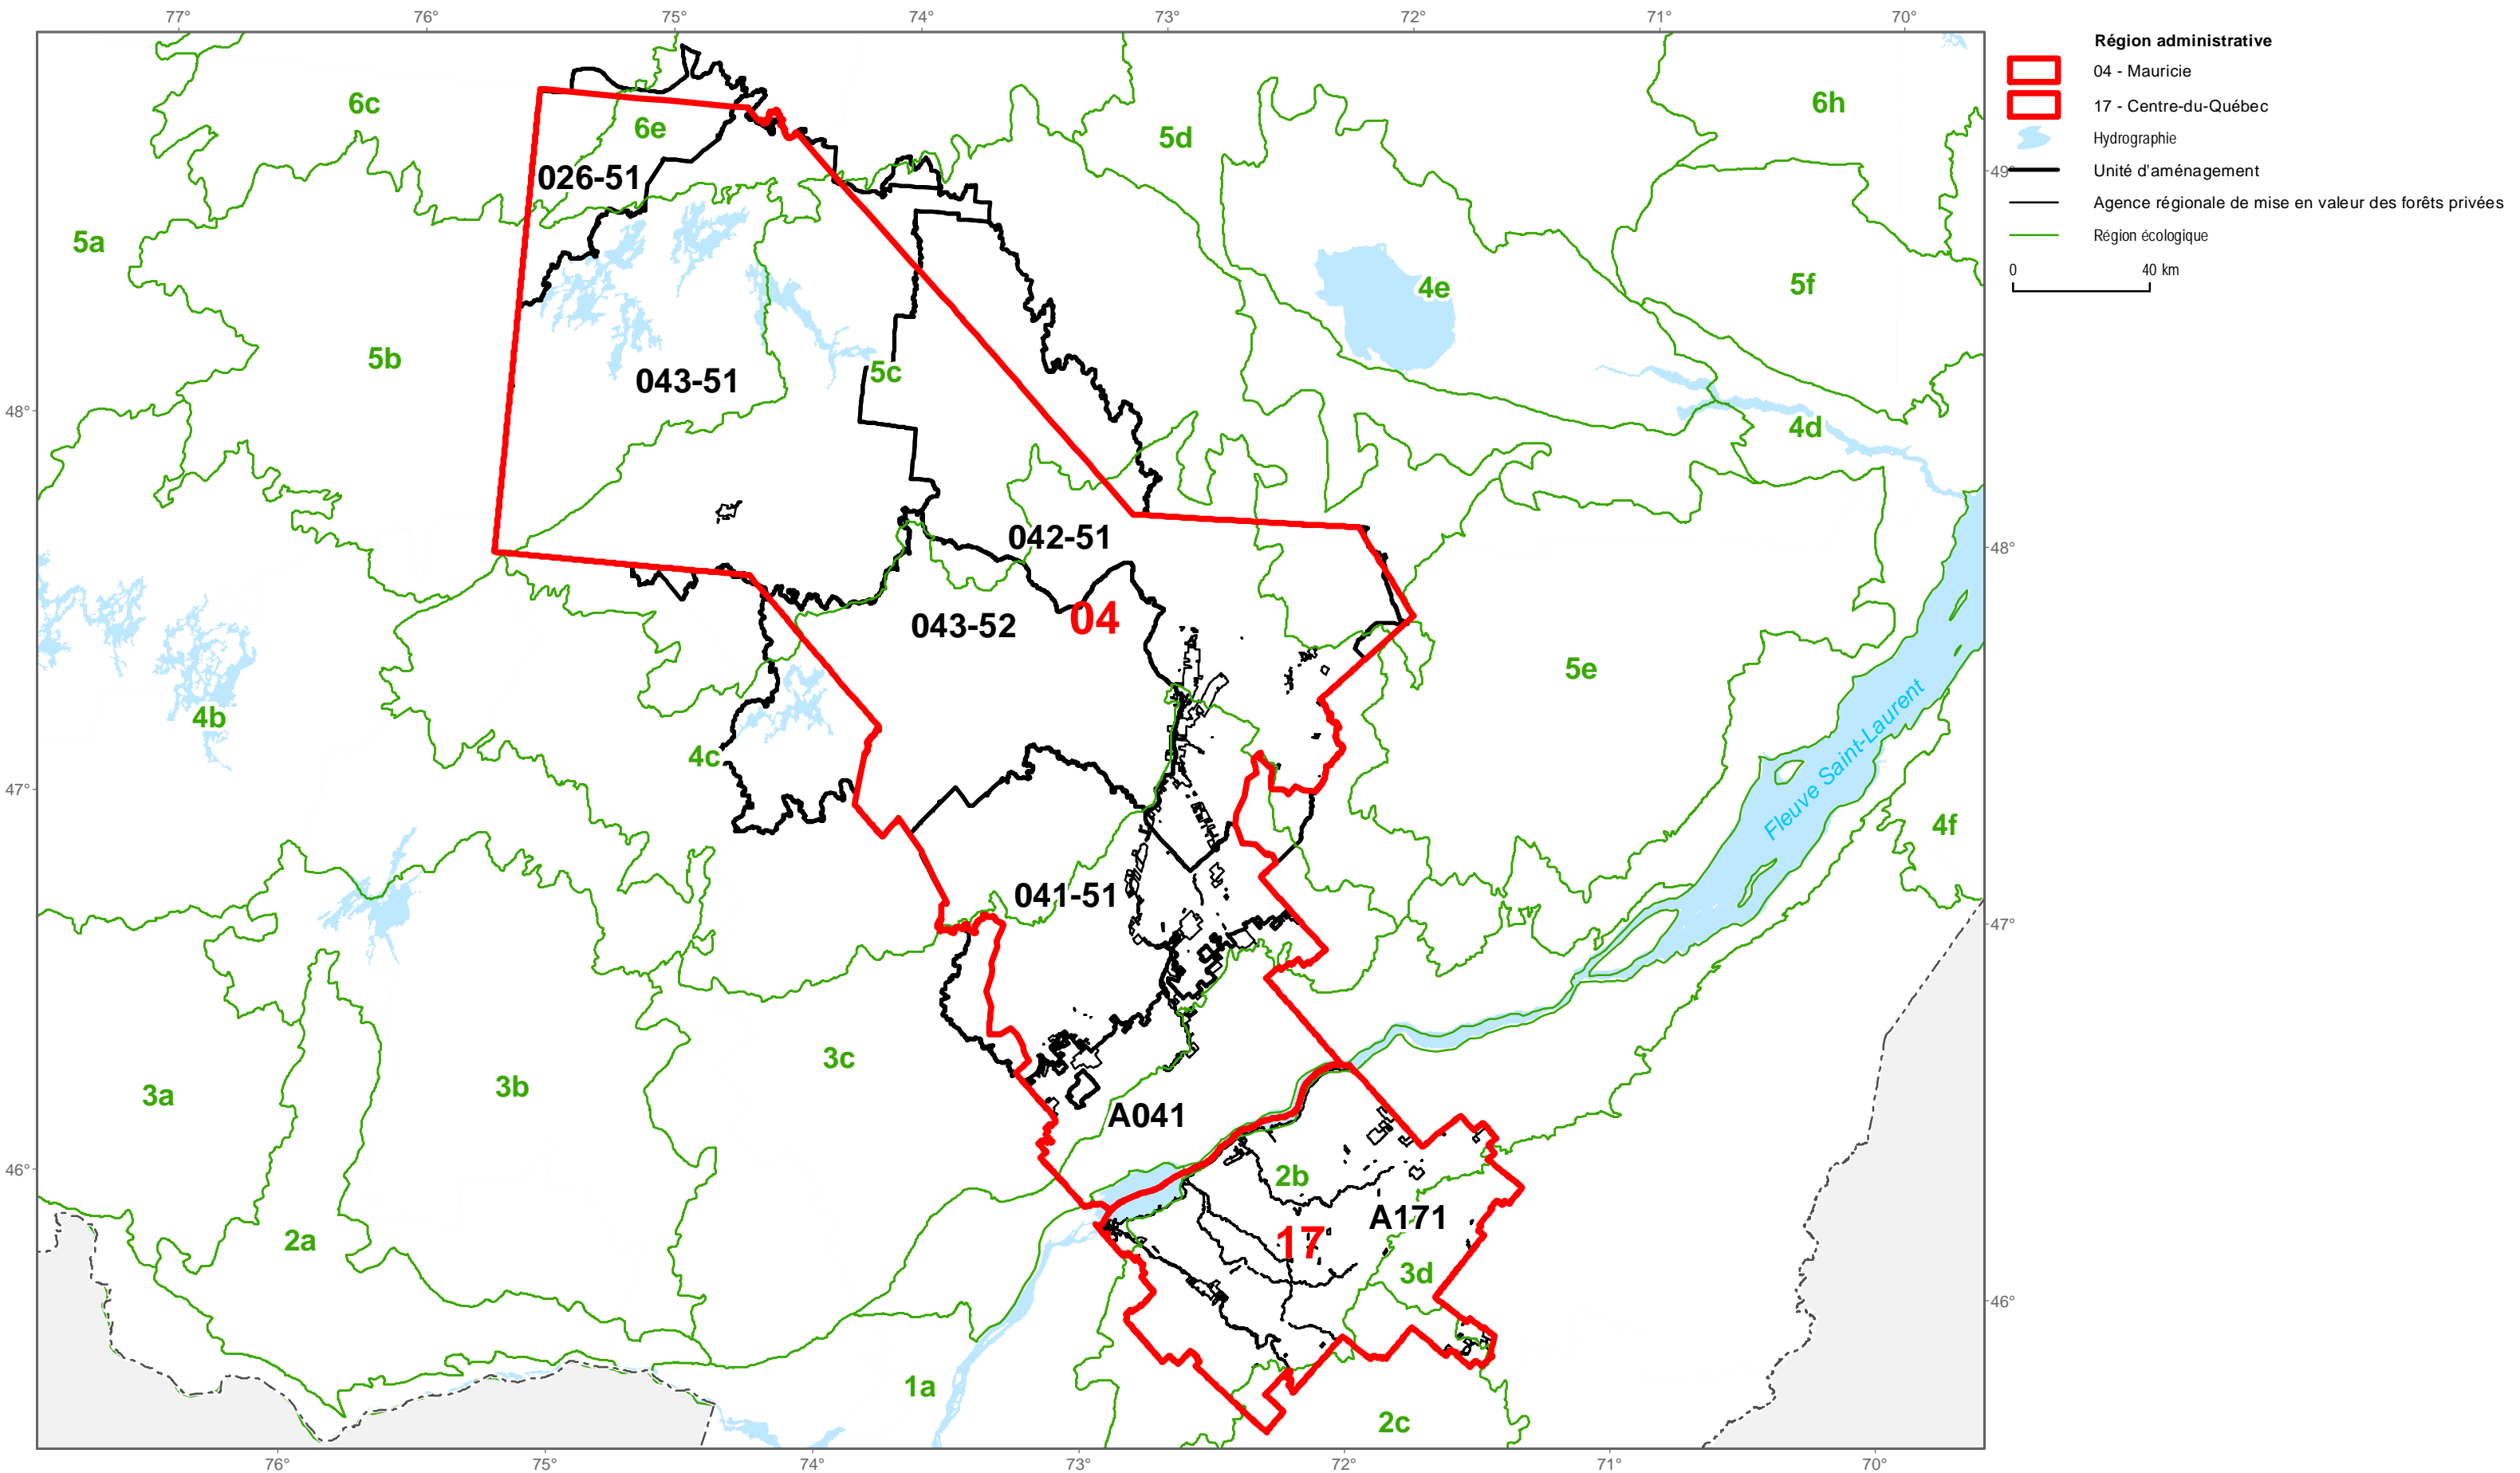 77° 76° 75° 74° 73° 72° 71° 70°
Région administrative
04 - Mauricie
17 - Centre-du-Québec
Hydrographie
Unité d'aménagement
Agence régionale de mise en valeur des forêts privées
Région écologique
0 40 km
6c
6e
5d
6h
026-51
49°
5a
4e
5f
5b
043-51
5c
48°
4d
042-51
48°
04
043-52
5e
4b
4c
Fleuve Saint-Laurent
47°
4f
041-51
47°
3c
3a
3b
A041
46°
2b
A171
2a
17
3d
46°
1a
2c
76° 75° 74° 73° 72° 71° 70°